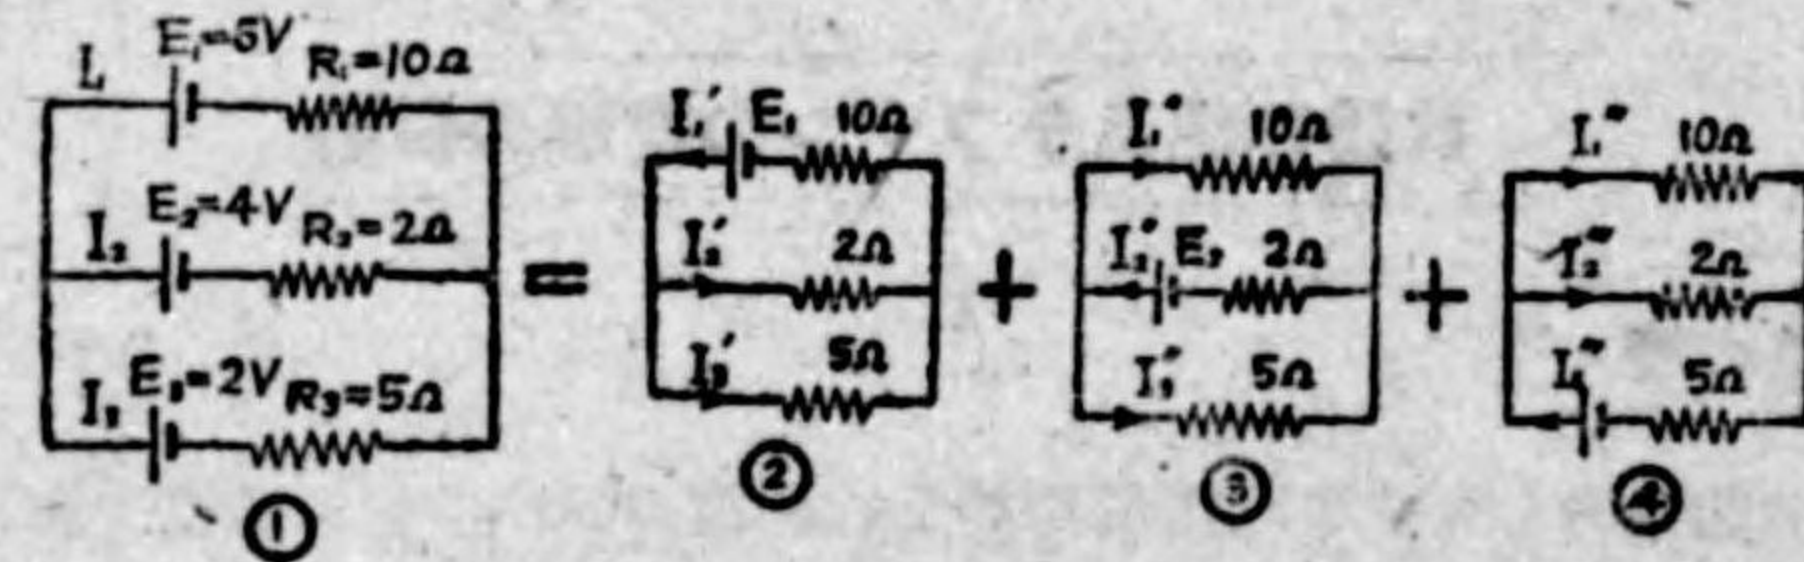 E₁=5V R₁=10Ω
I₁
E₂=4V R₂=2Ω
I₂
E₃=2V R₃=5Ω
I₃
①
=
I₁′ E₁ 10Ω
I₂′ 2Ω
I₃′ 5Ω
②
+
I₁″ 10Ω
I₂″ E₂ 2Ω
I₃″ 5Ω
③
+
I₁‴ 10Ω
I₂‴ 2Ω
I₃‴ 5Ω
④